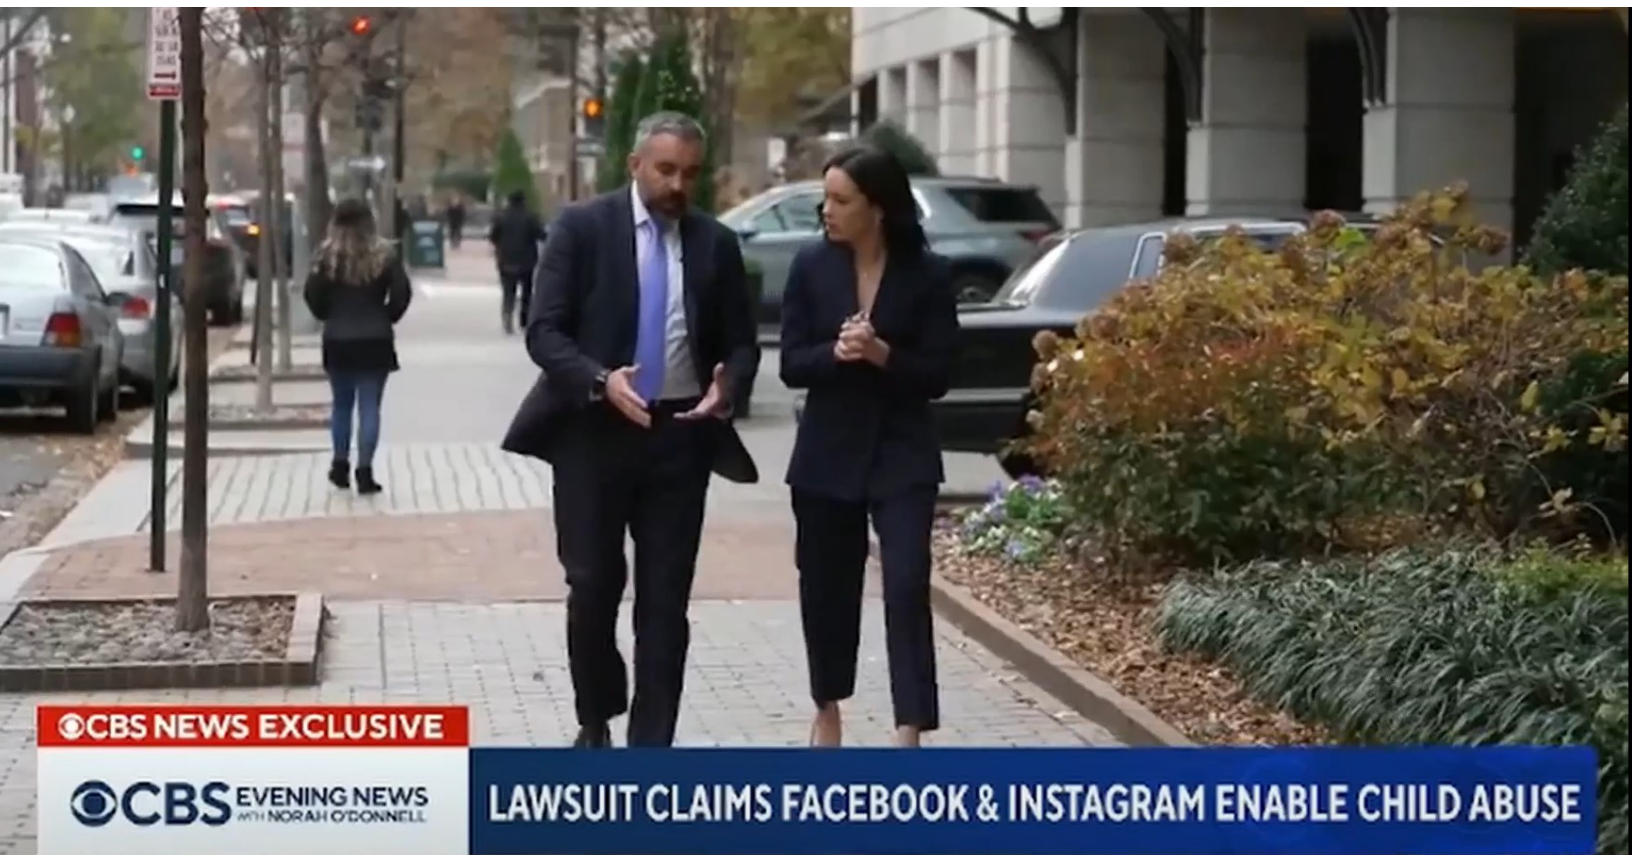 CBS NEWS EXCLUSIVE
CBS EVENING NEWS
WITH NORAH O'DONNELL
LAWSUIT CLAIMS FACEBOOK & INSTAGRAM ENABLE CHILD ABUSE